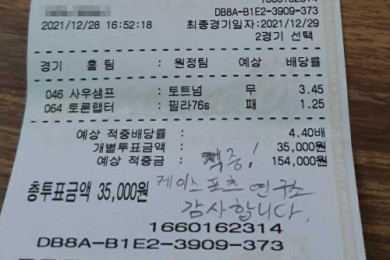 1660162314
2021/12/28 16:52:18 DB8A-B1E2-3909-373
최종경기일자:2021/12/29
2경기 선택
경기 홈 팀 : 원정팀 예상 배당률
046 사우샘프 : 토트넘 무 3.45
064 토론랩터 : 필라76s 패 1.25
예상 적중배당률 4.40배
개별투표금액 35,000원
예상 적중금 154,000원
적중!
총투표금액 35,000원
케이스포츠 연구소
감사합니다.
1660162314
DB8A-B1E2-3909-373